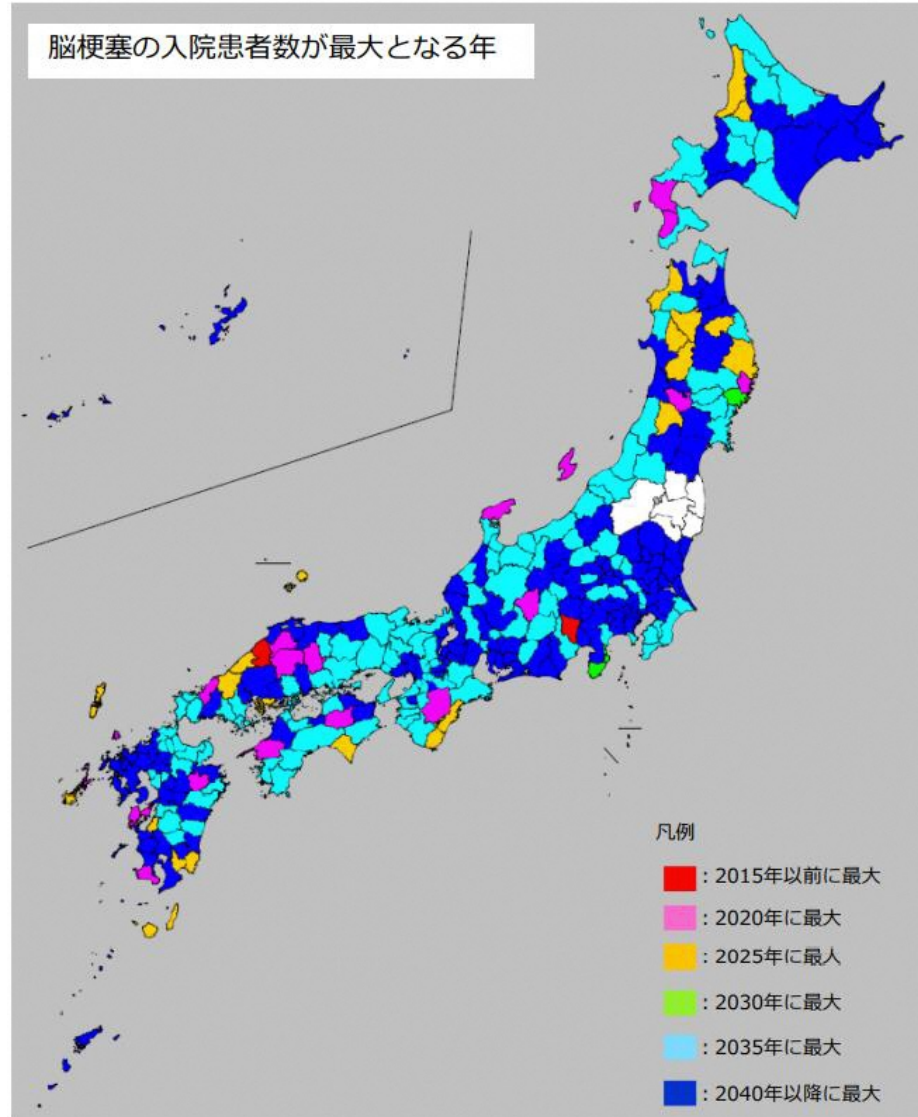 脳梗塞の入院患者数が最大となる年
凡例
：2015年以前に最大
：2020年に最大
：2025年に最人
：2030年に最大
：2035年に最大
：2040年以降に最大